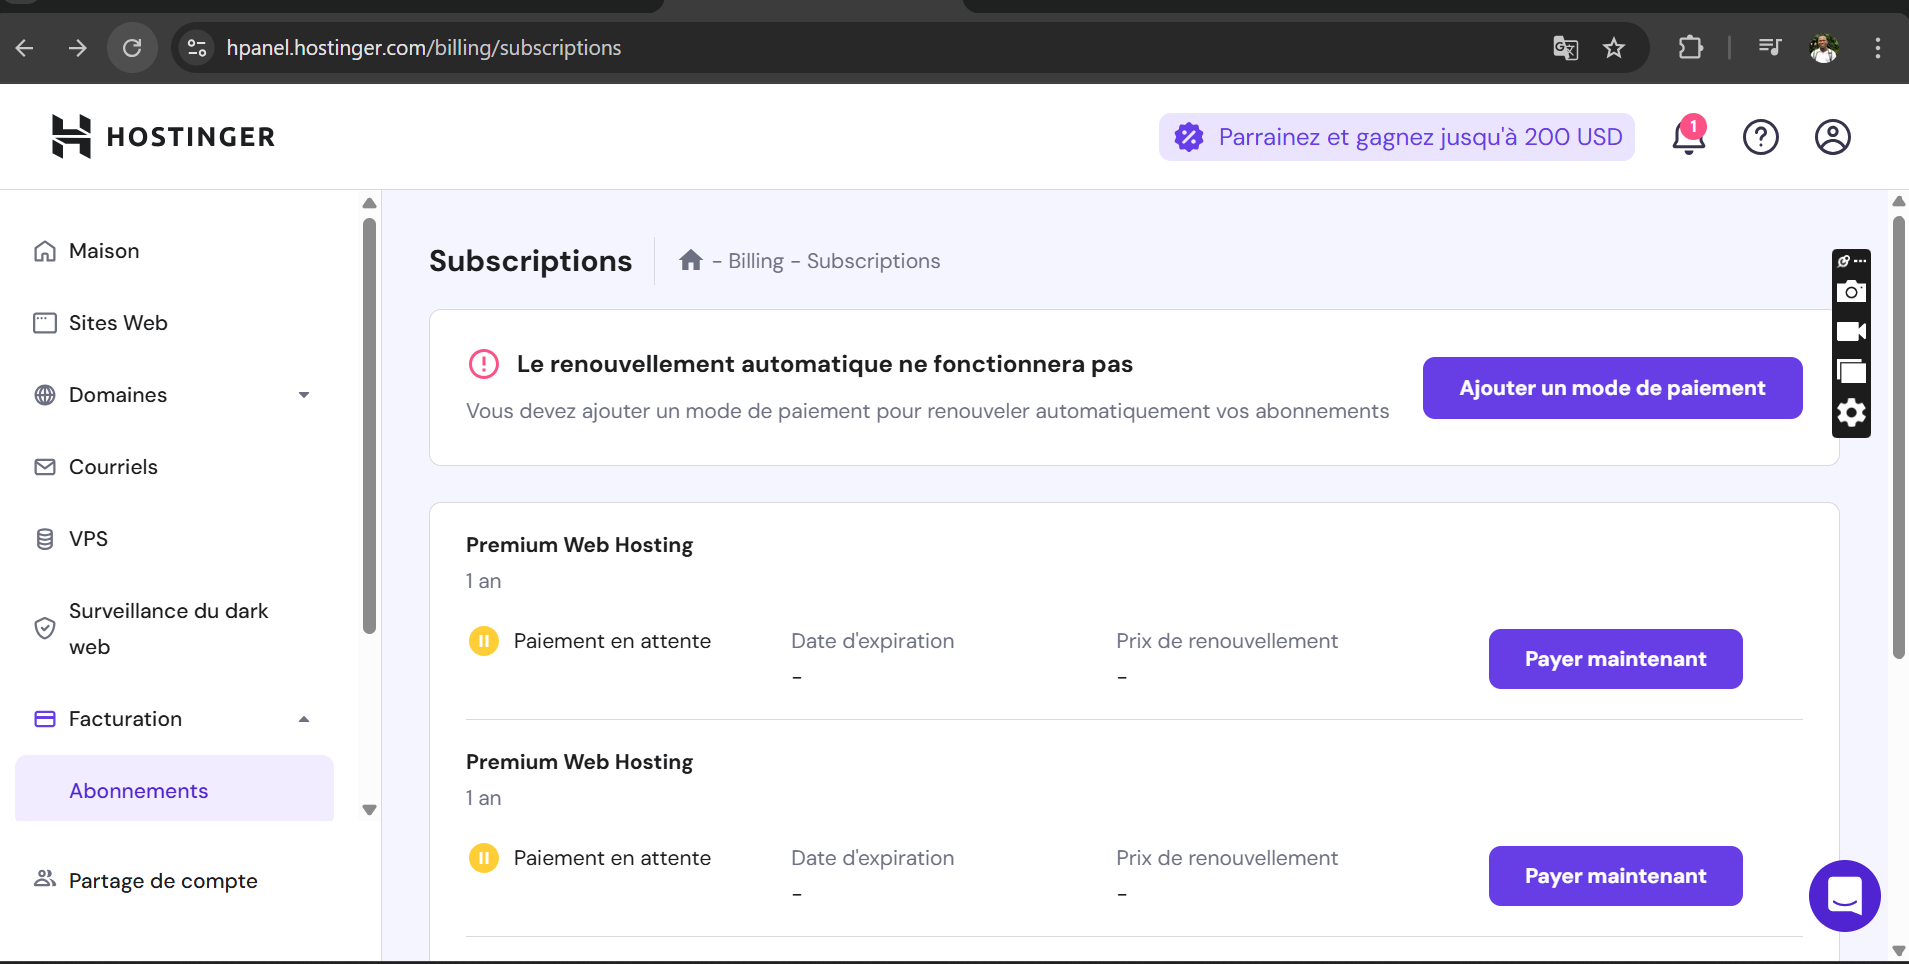 hpanel.hostinger.com/billing/subscriptions
HOSTINGER
Parrainez et gagnez jusqu'à 200 USD
1
Maison
Sites Web
Domaines
Courriels
VPS
Surveillance du dark
web
Facturation
Abonnements
Partage de compte
Subscriptions
– Billing – Subscriptions
Le renouvellement automatique ne fonctionnera pas
Vous devez ajouter un mode de paiement pour renouveler automatiquement vos abonnements
Ajouter un mode de paiement
Premium Web Hosting
1 an
Paiement en attente
Date d'expiration
-
Prix de renouvellement
-
Payer maintenant
Premium Web Hosting
1 an
Paiement en attente
Date d'expiration
-
Prix de renouvellement
-
Payer maintenant